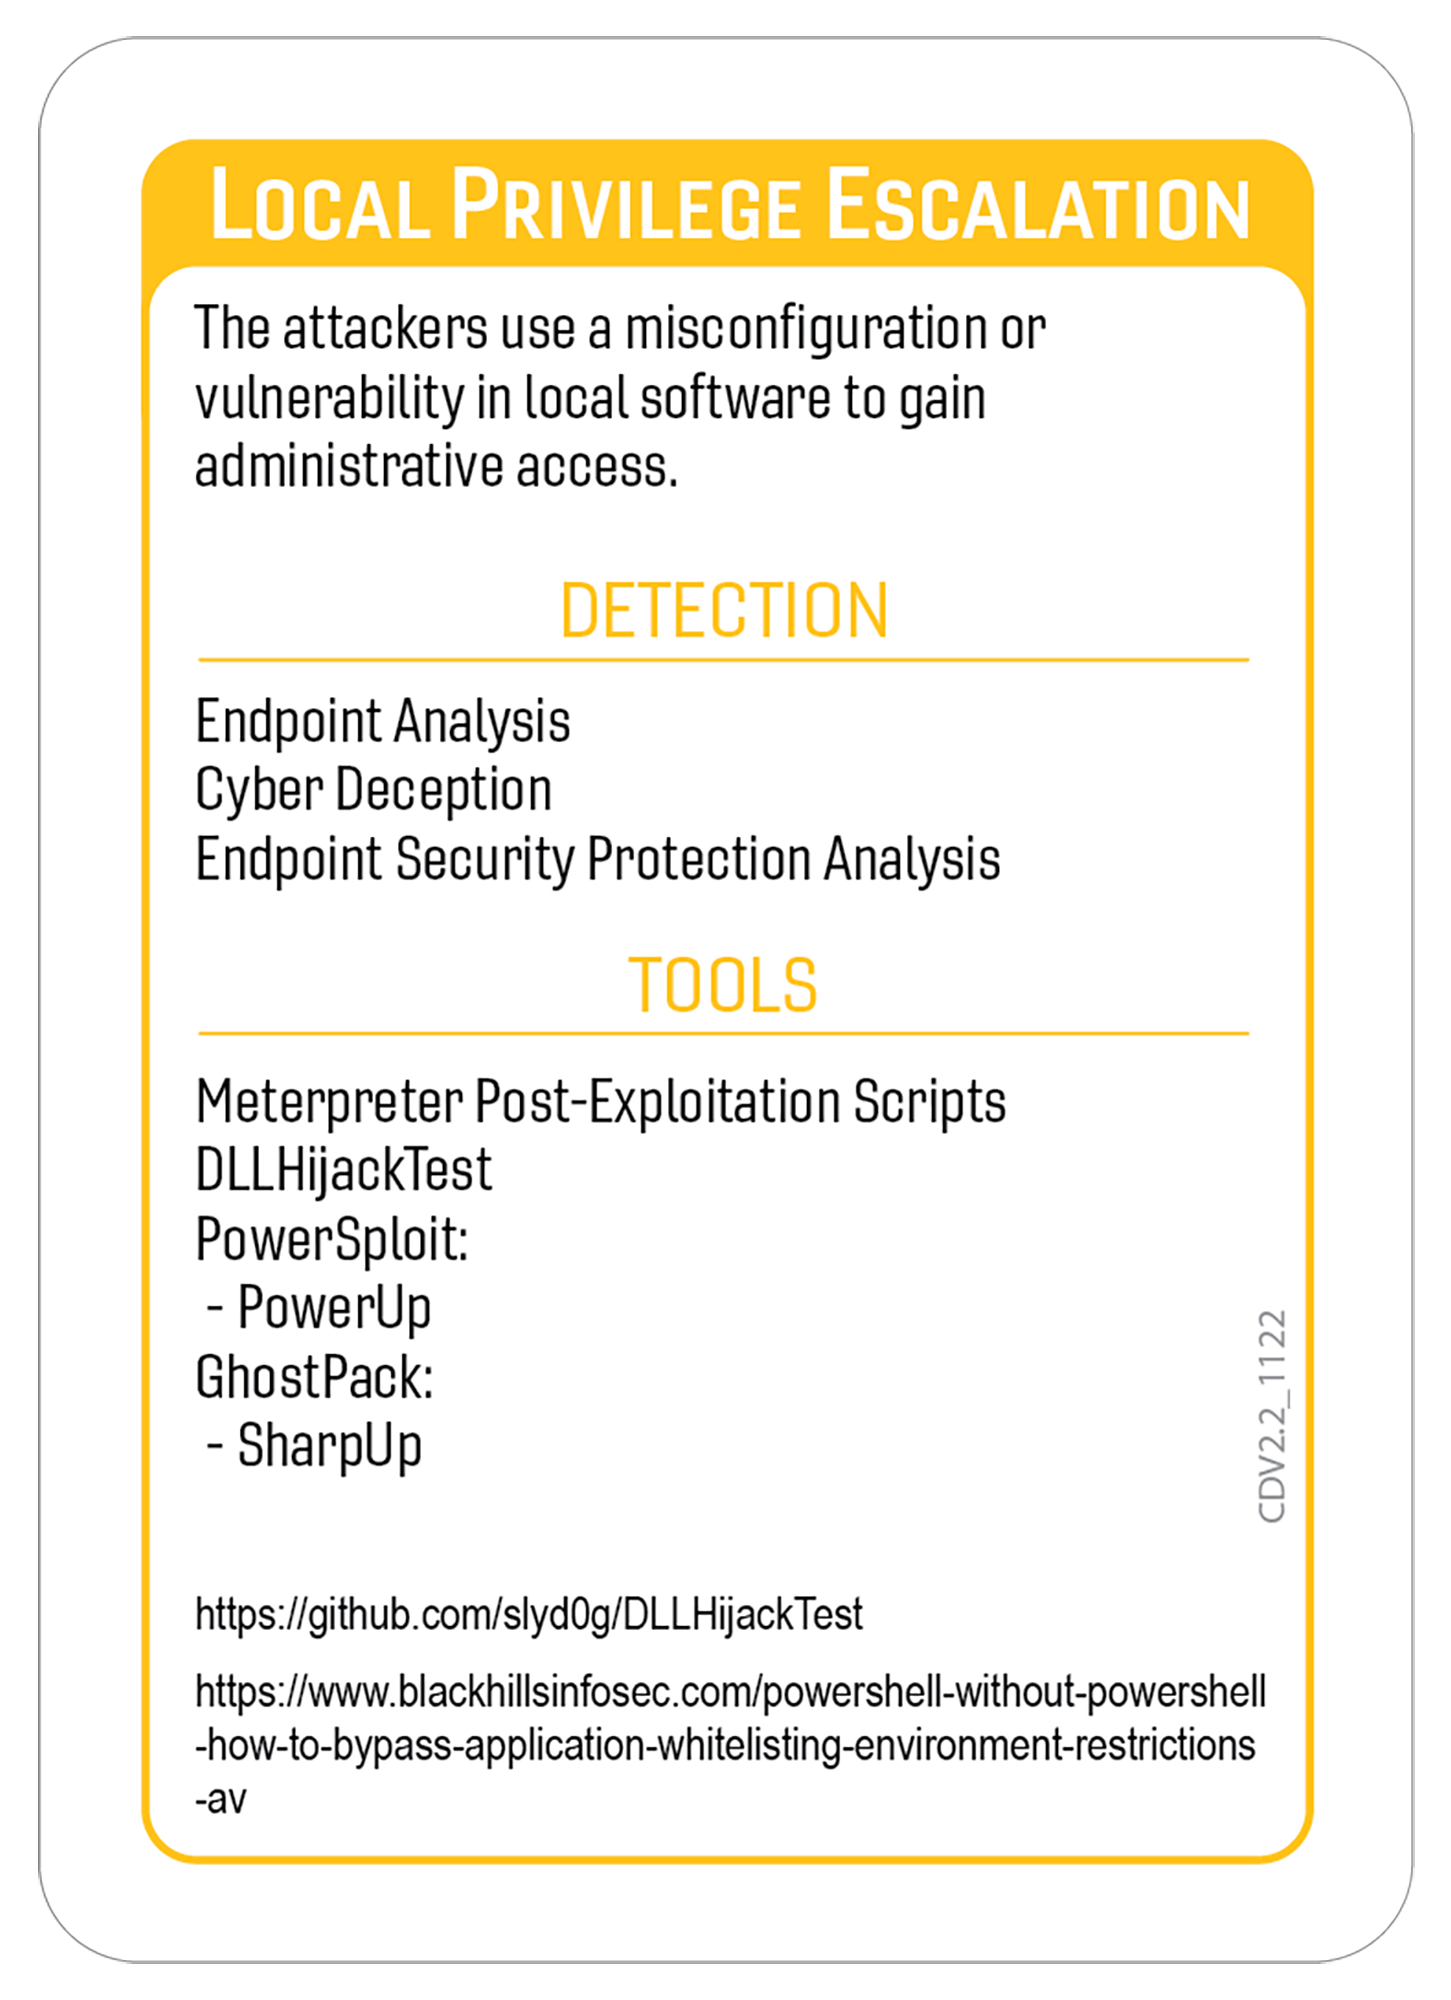 LOCAL PRIVILEGE ESCALATION
The attackers use a misconfiguration or
vulnerability in local software to gain
administrative access.
DETECTION
Endpoint Analysis
Cyber Deception
Endpoint Security Protection Analysis
TOOLS
Meterpreter Post-Exploitation Scripts
DLLHijackTest
PowerSploit:
- PowerUp
GhostPack:
- SharpUp
CDV2.2_1122
https://github.com/slyd0g/DLLHijackTest
https://www.blackhillsinfosec.com/powershell-without-powershell
-how-to-bypass-application-whitelisting-environment-restrictions
-av